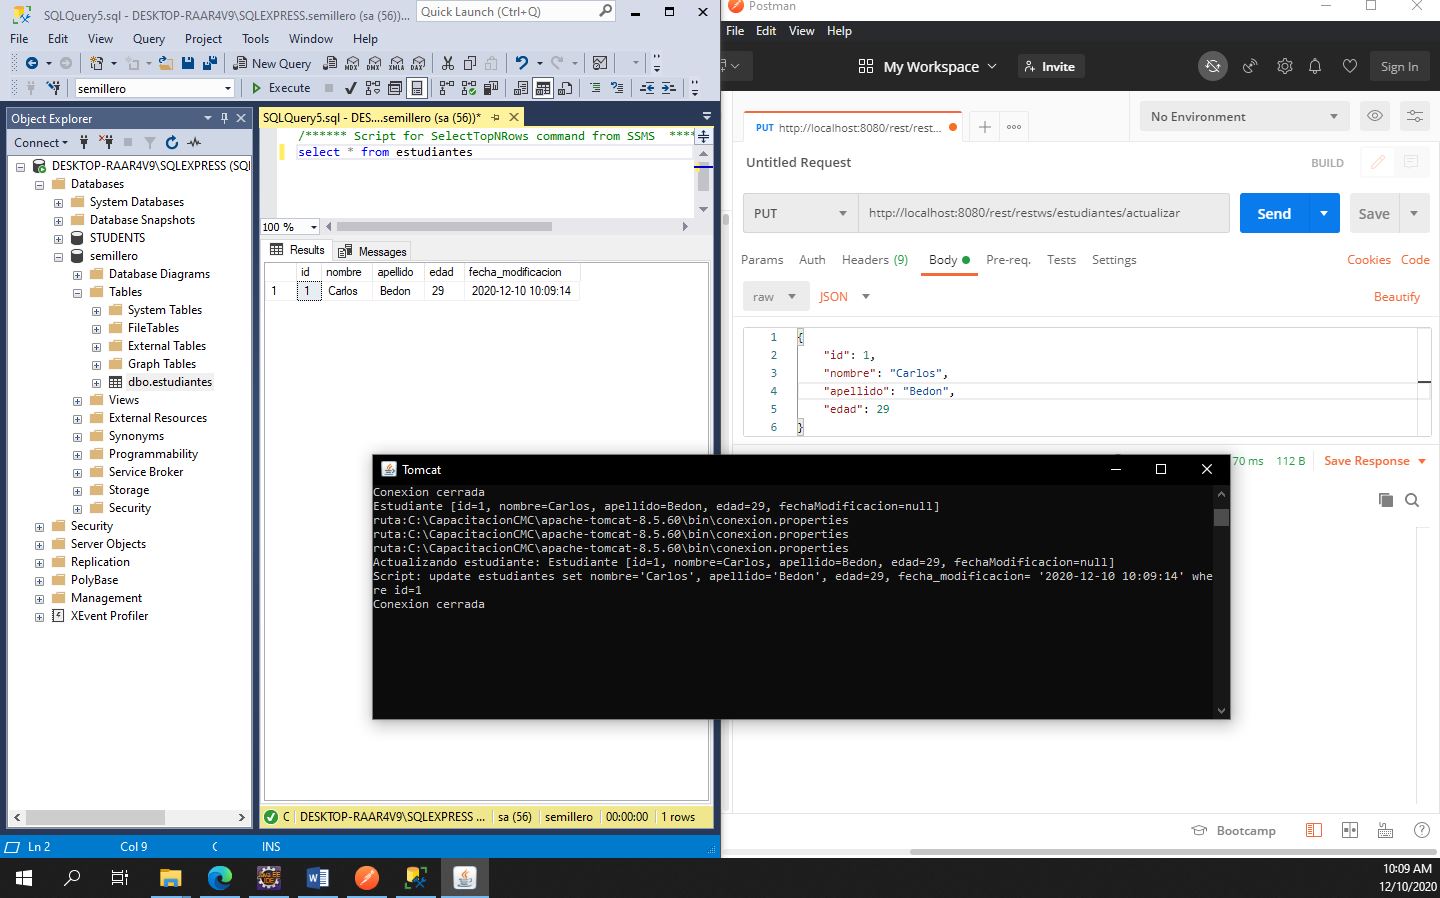 SQLQuery5.sql - DESKTOP-RAAR4V9\SQLEXPRESS.semillero (sa (56))...
Quick Launch (Ctrl+Q)
File Edit View Query Project Tools Window Help
New Query
MDX DMX XMLA DAX
semillero
Execute
Object Explorer
Connect
DESKTOP-RAAR4V9\SQLEXPRESS (SQ
Databases
System Databases
Database Snapshots
STUDENTS
semillero
Database Diagrams
Tables
System Tables
FileTables
External Tables
Graph Tables
dbo.estudiantes
Views
External Resources
Synonyms
Programmability
Service Broker
Storage
Security
Security
Server Objects
Replication
PolyBase
Management
XEvent Profiler
SQLQuery5.sql - DES....semillero (sa (56))*
/****** Script for SelectTopNRows command from SSMS ****
select * from estudiantes
100 %
Results Messages
id nombre apellido edad fecha_modificacion
1 1 Carlos Bedon 29 2020-12-10 10:09:14
C DESKTOP-RAAR4V9\SQLEXPRESS ... sa (56) semillero 00:00:00 1 rows
Ln 2 Col 9 INS
Postman
File Edit View Help
My Workspace
Invite
Sign In
PUT http://localhost:8080/rest/rest...
No Environment
Untitled Request
BUILD
PUT http://localhost:8080/rest/restws/estudiantes/actualizar
Send
Save
Params Auth Headers (9) Body Pre-req. Tests Settings
Cookies Code
raw JSON
Beautify
1 {
2 "id": 1,
3 "nombre": "Carlos",
4 "apellido": "Bedon",
5 "edad": 29
6 }
70 ms 112 B Save Response
Tomcat
Conexion cerrada
Estudiante [id=1, nombre=Carlos, apellido=Bedon, edad=29, fechaModificacion=null]
ruta:C:\CapacitacionCMC\apache-tomcat-8.5.60\bin\conexion.properties
ruta:C:\CapacitacionCMC\apache-tomcat-8.5.60\bin\conexion.properties
ruta:C:\CapacitacionCMC\apache-tomcat-8.5.60\bin\conexion.properties
Actualizando estudiante: Estudiante [id=1, nombre=Carlos, apellido=Bedon, edad=29, fechaModificacion=null]
Script: update estudiantes set nombre='Carlos', apellido='Bedon', edad=29, fecha_modificacion= '2020-12-10 10:09:14' whe
re id=1
Conexion cerrada
Bootcamp
10:09 AM
12/10/2020